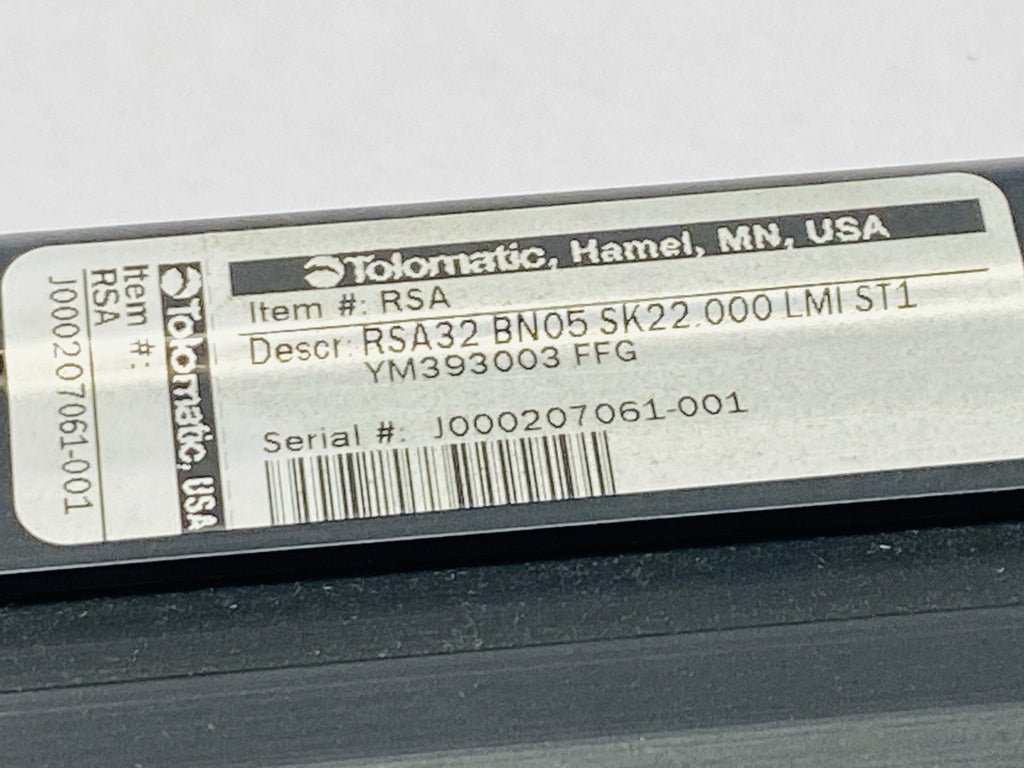 Tolomatic, Hamel, MN, USA
Item #: RSA
Descr: RSA32 BN05 SK22.000 LMI ST1
YM393003 FFG
Serial #: J000207061-001
Tolomatic, USA
Item #:
RSA
J000207061-001